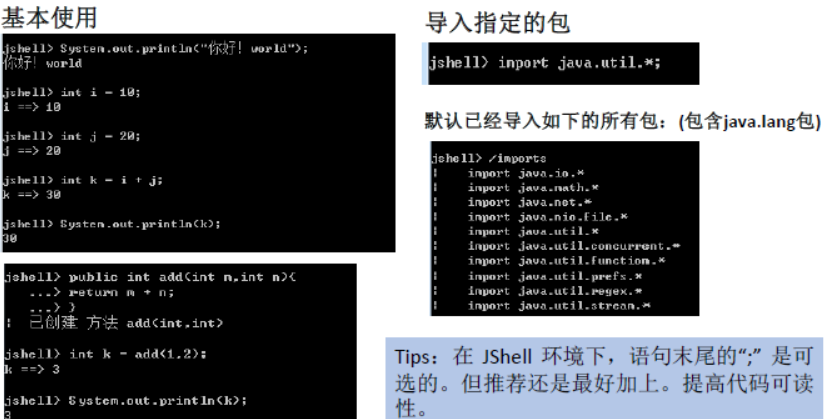 基本使用
jshell> System.out.println("你好！world");
你好！world
jshell> int i = 10;
i ==> 10
jshell> int j = 20;
j ==> 20
jshell> int k = i + j;
k ==> 30
jshell> System.out.println(k);
30
jshell> public int add(int m,int n){
...> return m + n;
...> }
|  已创建 方法 add(int,int)
jshell> int k = add(1,2);
k ==> 3
jshell> System.out.println(k);
3
导入指定的包
jshell> import java.util.*;
默认已经导入如下的所有包：(包含java.lang包)
jshell> /imports
|    import java.io.*
|    import java.math.*
|    import java.net.*
|    import java.nio.file.*
|    import java.util.*
|    import java.util.concurrent.*
|    import java.util.function.*
|    import java.util.prefs.*
|    import java.util.regex.*
|    import java.util.stream.*
Tips：在 JShell 环境下，语句末尾的“;” 是可
选的。但推荐还是最好加上。提高代码可读
性。